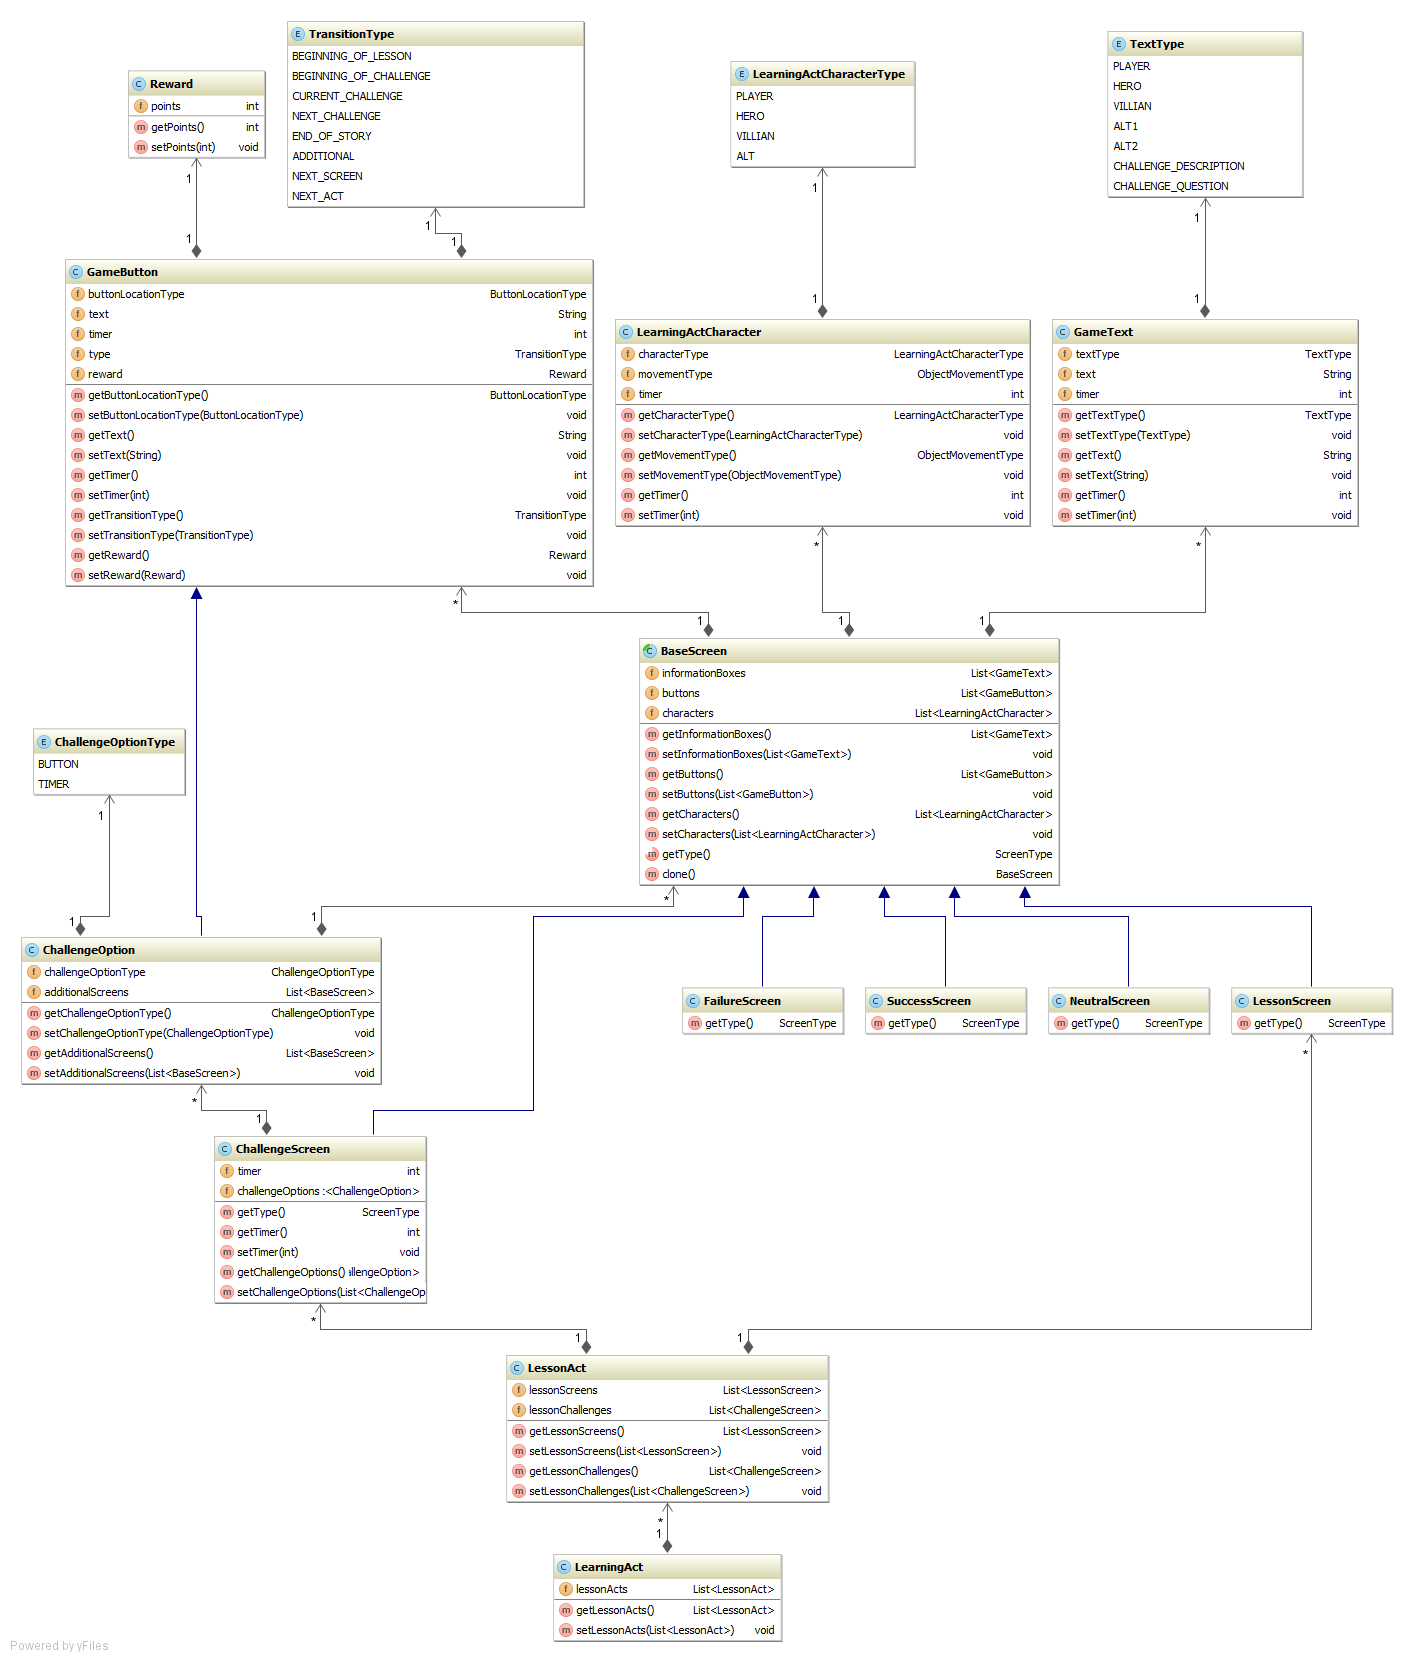 TransitionType
BEGINNING_OF_LESSON
BEGINNING_OF_CHALLENGE
CURRENT_CHALLENGE
NEXT_CHALLENGE
END_OF_STORY
ADDITIONAL
NEXT_SCREEN
NEXT_ACT
TextType
PLAYER
HERO
VILLIAN
ALT1
ALT2
CHALLENGE_DESCRIPTION
CHALLENGE_QUESTION
LearningActCharacterType
PLAYER
HERO
VILLIAN
ALT
Reward
points int
getPoints() int
setPoints(int) void
1
1
1
1
1
1
1
1
GameButton
buttonLocationType ButtonLocationType
text String
timer int
type TransitionType
reward Reward
getButtonLocationType() ButtonLocationType
setButtonLocationType(ButtonLocationType) void
getText() String
setText(String) void
getTimer() int
setTimer(int) void
getTransitionType() TransitionType
setTransitionType(TransitionType) void
getReward() Reward
setReward(Reward) void
LearningActCharacter
characterType LearningActCharacterType
movementType ObjectMovementType
timer int
getCharacterType() LearningActCharacterType
setCharacterType(LearningActCharacterType) void
getMovementType() ObjectMovementType
setMovementType(ObjectMovementType) void
getTimer() int
setTimer(int) void
GameText
textType TextType
text String
timer int
getTextType() TextType
setTextType(TextType) void
getText() String
setText(String) void
getTimer() int
setTimer(int) void
*
*
*
1
1
1
BaseScreen
informationBoxes List<GameText>
buttons List<GameButton>
characters List<LearningActCharacter>
getInformationBoxes() List<GameText>
setInformationBoxes(List<GameText>) void
getButtons() List<GameButton>
setButtons(List<GameButton>) void
getCharacters() List<LearningActCharacter>
setCharacters(List<LearningActCharacter>) void
getType() ScreenType
clone() BaseScreen
ChallengeOptionType
BUTTON
TIMER
1
*
1
1
ChallengeOption
challengeOptionType ChallengeOptionType
additionalScreens List<BaseScreen>
getChallengeOptionType() ChallengeOptionType
setChallengeOptionType(ChallengeOptionType) void
getAdditionalScreens() List<BaseScreen>
setAdditionalScreens(List<BaseScreen>) void
FailureScreen
getType() ScreenType
SuccessScreen
getType() ScreenType
NeutralScreen
getType() ScreenType
LessonScreen
getType() ScreenType
*
*
1
ChallengeScreen
timer int
challengeOptions :<ChallengeOption>
getType() ScreenType
getTimer() int
setTimer(int) void
getChallengeOptions() allengeOption>
setChallengeOptions(List<ChallengeOp
*
1
1
LessonAct
lessonScreens List<LessonScreen>
lessonChallenges List<ChallengeScreen>
getLessonScreens() List<LessonScreen>
setLessonScreens(List<LessonScreen>) void
getLessonChallenges() List<ChallengeScreen>
setLessonChallenges(List<ChallengeScreen>) void
*
1
LearningAct
lessonActs List<LessonAct>
getLessonActs() List<LessonAct>
setLessonActs(List<LessonAct>) void
Powered by yFiles